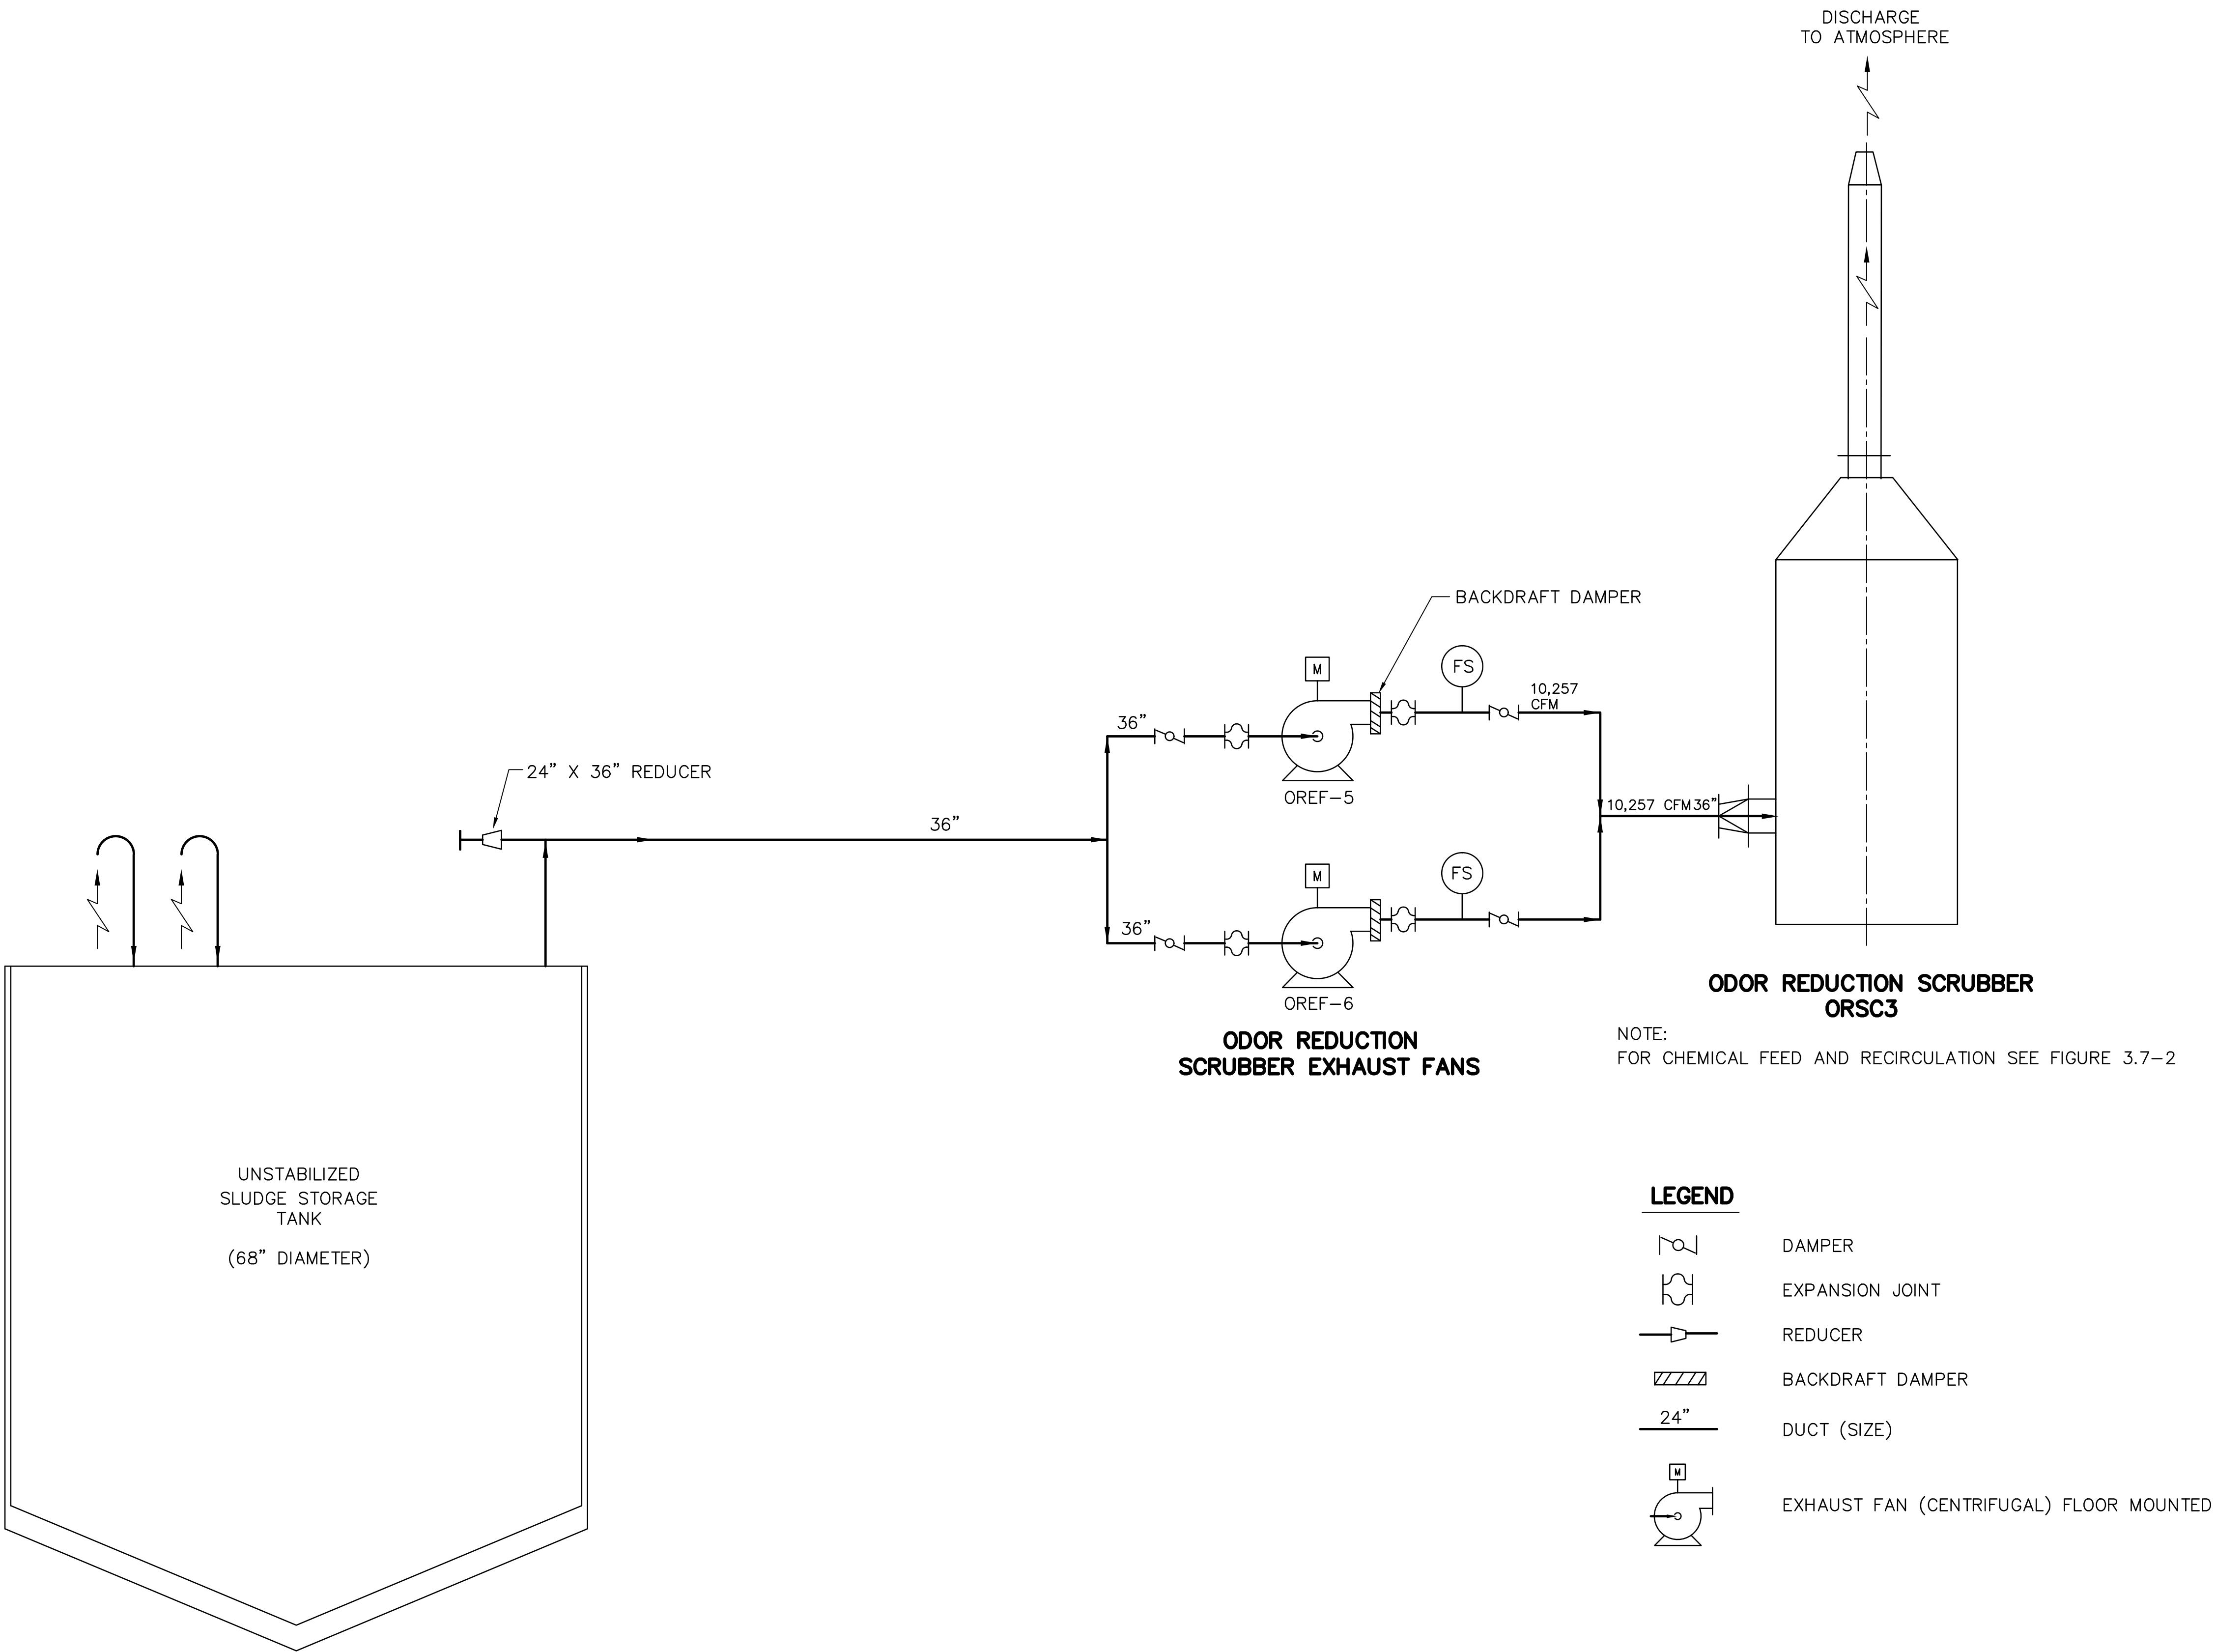 DISCHARGE
TO ATMOSPHERE
BACKDRAFT DAMPER
M
FS
10,257
CFM
36”
OREF-5
24” X 36” REDUCER
36”
10,257 CFM 36”
M
FS
36”
OREF-6
ODOR REDUCTION
SCRUBBER EXHAUST FANS
ODOR REDUCTION SCRUBBER
ORSC3
NOTE:
FOR CHEMICAL FEED AND RECIRCULATION SEE FIGURE 3.7-2
UNSTABILIZED
SLUDGE STORAGE
TANK
(68” DIAMETER)
LEGEND
DAMPER
EXPANSION JOINT
REDUCER
BACKDRAFT DAMPER
24”
DUCT (SIZE)
M
EXHAUST FAN (CENTRIFUGAL) FLOOR MOUNTED